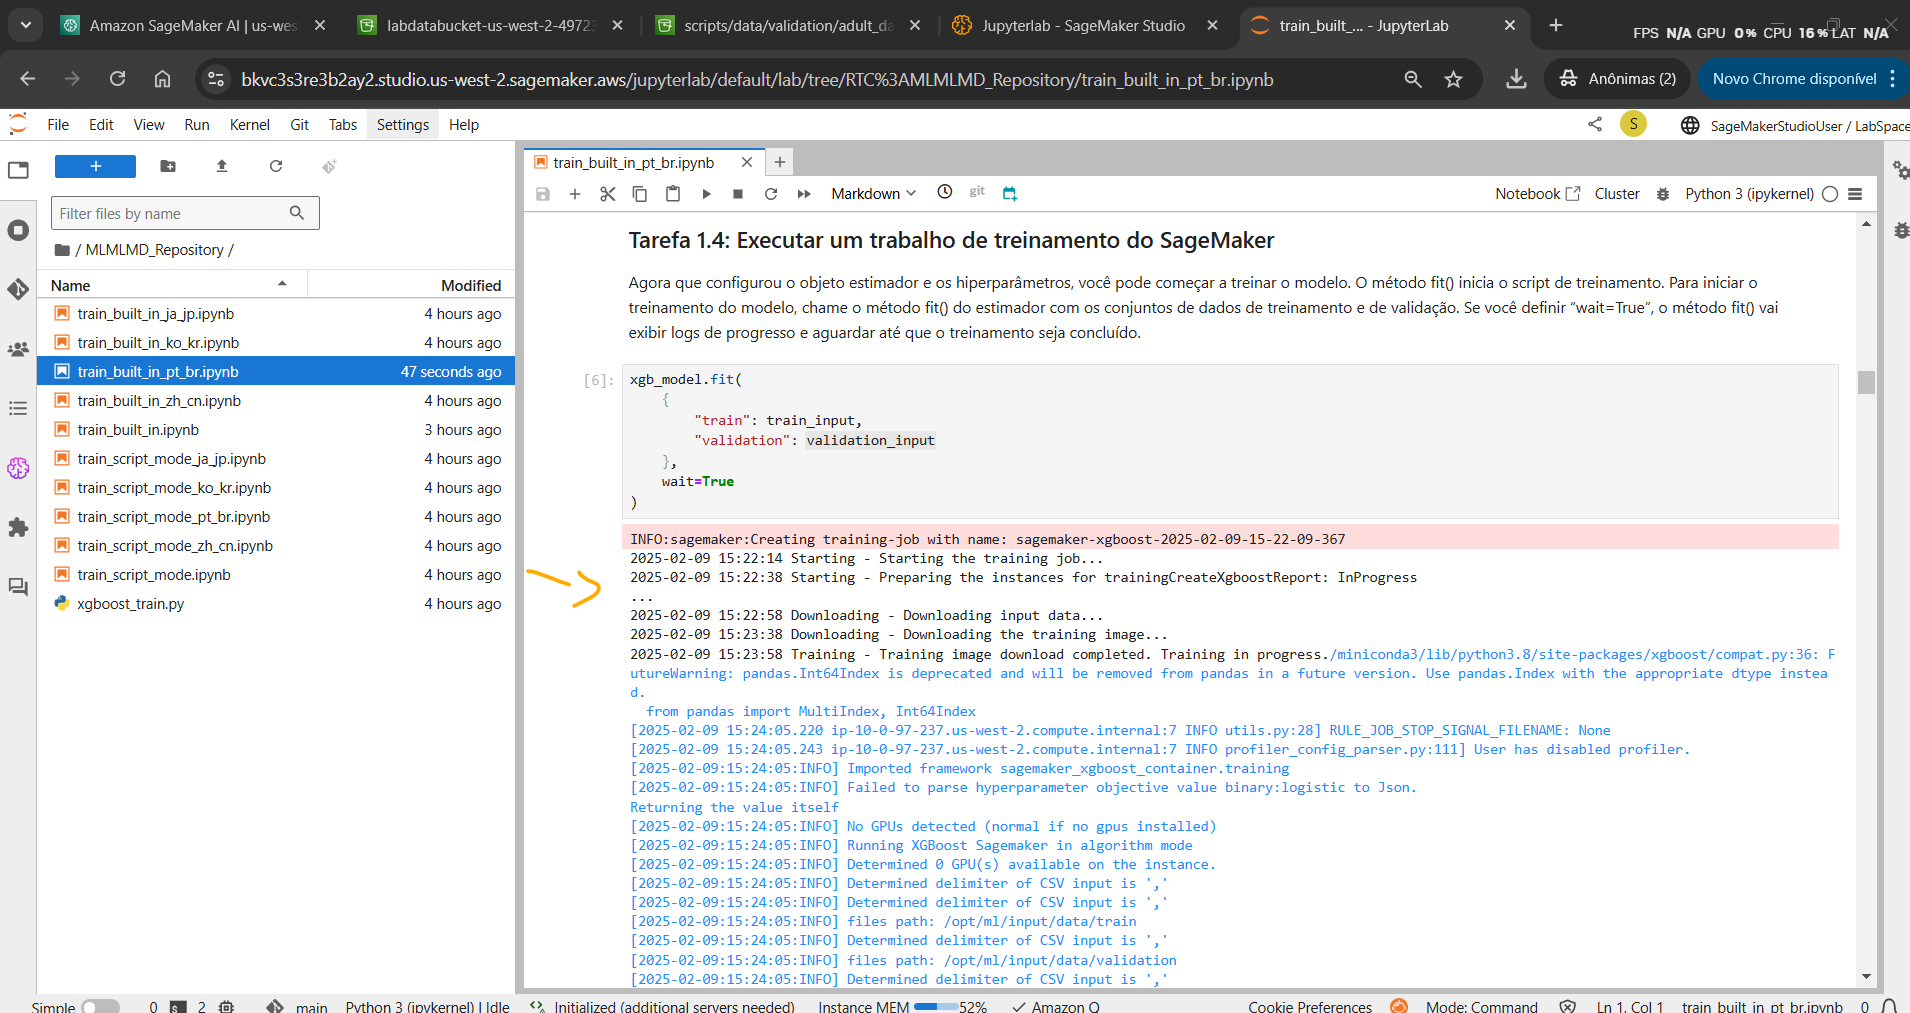 Amazon SageMaker AI | us-wes
labdatabucket-us-west-2-49723
scripts/data/validation/adult_da
Jupyterlab - SageMaker Studio
train_built_... - JupyterLab
FPS N/A GPU 0% CPU 16% LAT N/A
bkvc3s3re3b2ay2.studio.us-west-2.sagemaker.aws/jupyterlab/default/lab/tree/RTC%3AMLMLMD_Repository/train_built_in_pt_br.ipynb
Anônimas (2)
Novo Chrome disponível
File Edit View Run Kernel Git Tabs Settings Help
S
SageMakerStudioUser / LabSpace
Filter files by name
/ MLMLMD_Repository /
Name Modified
train_built_in_ja_jp.ipynb 4 hours ago
train_built_in_ko_kr.ipynb 4 hours ago
train_built_in_pt_br.ipynb 47 seconds ago
train_built_in_zh_cn.ipynb 4 hours ago
train_built_in.ipynb 3 hours ago
train_script_mode_ja_jp.ipynb 4 hours ago
train_script_mode_ko_kr.ipynb 4 hours ago
train_script_mode_pt_br.ipynb 4 hours ago
train_script_mode_zh_cn.ipynb 4 hours ago
train_script_mode.ipynb 4 hours ago
xgboost_train.py 4 hours ago
train_built_in_pt_br.ipynb
Markdown
git
Notebook
Cluster
Python 3 (ipykernel)
Tarefa 1.4: Executar um trabalho de treinamento do SageMaker
Agora que configurou o objeto estimador e os hiperparâmetros, você pode começar a treinar o modelo. O método fit() inicia o script de treinamento. Para iniciar o
treinamento do modelo, chame o método fit() do estimador com os conjuntos de dados de treinamento e de validação. Se você definir “wait=True”, o método fit() vai
exibir logs de progresso e aguardar até que o treinamento seja concluído.
[6]: xgb_model.fit(
{
"train": train_input,
"validation": validation_input
},
wait=True
)
INFO:sagemaker:Creating training-job with name: sagemaker-xgboost-2025-02-09-15-22-09-367
2025-02-09 15:22:14 Starting - Starting the training job...
2025-02-09 15:22:38 Starting - Preparing the instances for trainingCreateXgboostReport: InProgress
...
2025-02-09 15:22:58 Downloading - Downloading input data...
2025-02-09 15:23:38 Downloading - Downloading the training image...
2025-02-09 15:23:58 Training - Training image download completed. Training in progress./miniconda3/lib/python3.8/site-packages/xgboost/compat.py:36: F
utureWarning: pandas.Int64Index is deprecated and will be removed from pandas in a future version. Use pandas.Index with the appropriate dtype instea
d.
from pandas import MultiIndex, Int64Index
[2025-02-09 15:24:05.220 ip-10-0-97-237.us-west-2.compute.internal:7 INFO utils.py:28] RULE_JOB_STOP_SIGNAL_FILENAME: None
[2025-02-09 15:24:05.243 ip-10-0-97-237.us-west-2.compute.internal:7 INFO profiler_config_parser.py:111] User has disabled profiler.
[2025-02-09:15:24:05:INFO] Imported framework sagemaker_xgboost_container.training
[2025-02-09:15:24:05:INFO] Failed to parse hyperparameter objective value binary:logistic to Json.
Returning the value itself
[2025-02-09:15:24:05:INFO] No GPUs detected (normal if no gpus installed)
[2025-02-09:15:24:05:INFO] Running XGBoost Sagemaker in algorithm mode
[2025-02-09:15:24:05:INFO] Determined 0 GPU(s) available on the instance.
[2025-02-09:15:24:05:INFO] Determined delimiter of CSV input is ','
[2025-02-09:15:24:05:INFO] Determined delimiter of CSV input is ','
[2025-02-09:15:24:05:INFO] files path: /opt/ml/input/data/train
[2025-02-09:15:24:05:INFO] Determined delimiter of CSV input is ','
[2025-02-09:15:24:05:INFO] files path: /opt/ml/input/data/validation
[2025-02-09:15:24:05:INFO] Determined delimiter of CSV input is ','
Simple 0 2 main Python 3 (ipykernel) | Idle Initialized (additional servers needed) Instance MEM 52% Amazon Q Cookie Preferences Mode: Command Ln 1, Col 1 train_built_in_pt_br.ipynb 0